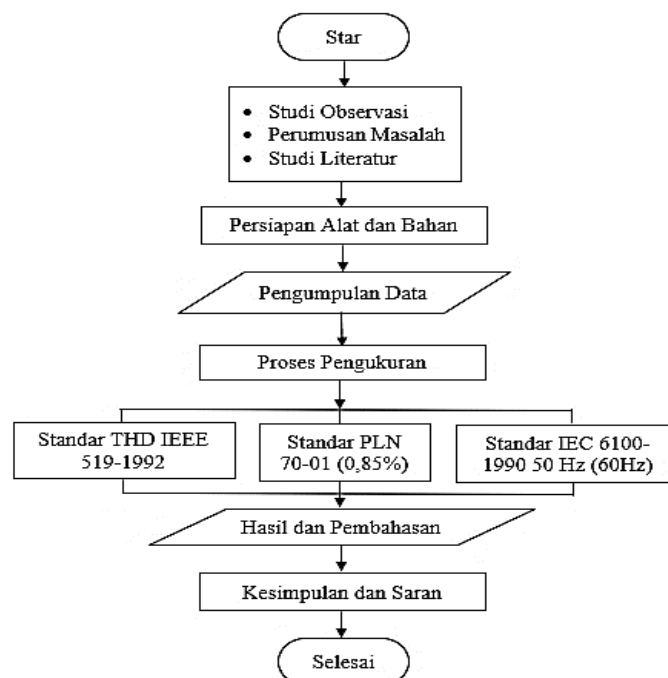 Star
• Studi Observasi
• Perumusan Masalah
• Studi Literatur
Persiapan Alat dan Bahan
Pengumpulan Data
Proses Pengukuran
Standar THD IEEE
519-1992
Standar PLN
70-01 (0,85%)
Standar IEC 6100-
1990 50 Hz (60Hz)
Hasil dan Pembahasan
Kesimpulan dan Saran
Selesai